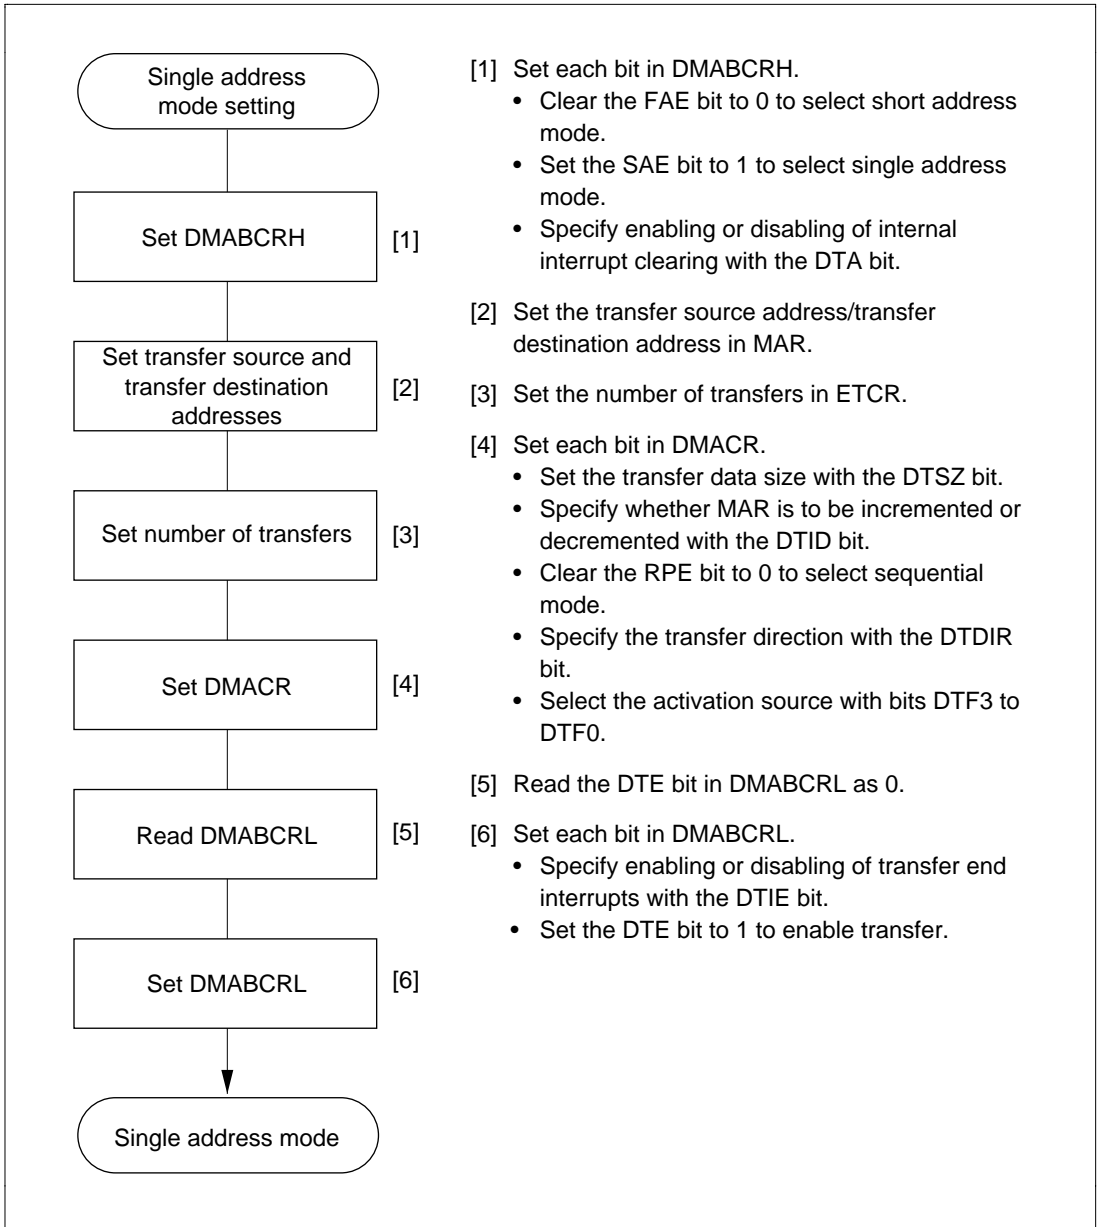 Single address
mode setting
Set DMABCRH
[1]
Set transfer source and
transfer destination
addresses
[2]
Set number of transfers
[3]
Set DMACR
[4]
Read DMABCRL
[5]
Set DMABCRL
[6]
Single address mode
[1] Set each bit in DMABCRH.
• Clear the FAE bit to 0 to select short address
mode.
• Set the SAE bit to 1 to select single address
mode.
• Specify enabling or disabling of internal
interrupt clearing with the DTA bit.
[2] Set the transfer source address/transfer
destination address in MAR.
[3] Set the number of transfers in ETCR.
[4] Set each bit in DMACR.
• Set the transfer data size with the DTSZ bit.
• Specify whether MAR is to be incremented or
decremented with the DTID bit.
• Clear the RPE bit to 0 to select sequential
mode.
• Specify the transfer direction with the DTDIR
bit.
• Select the activation source with bits DTF3 to
DTF0.
[5] Read the DTE bit in DMABCRL as 0.
[6] Set each bit in DMABCRL.
• Specify enabling or disabling of transfer end
interrupts with the DTIE bit.
• Set the DTE bit to 1 to enable transfer.